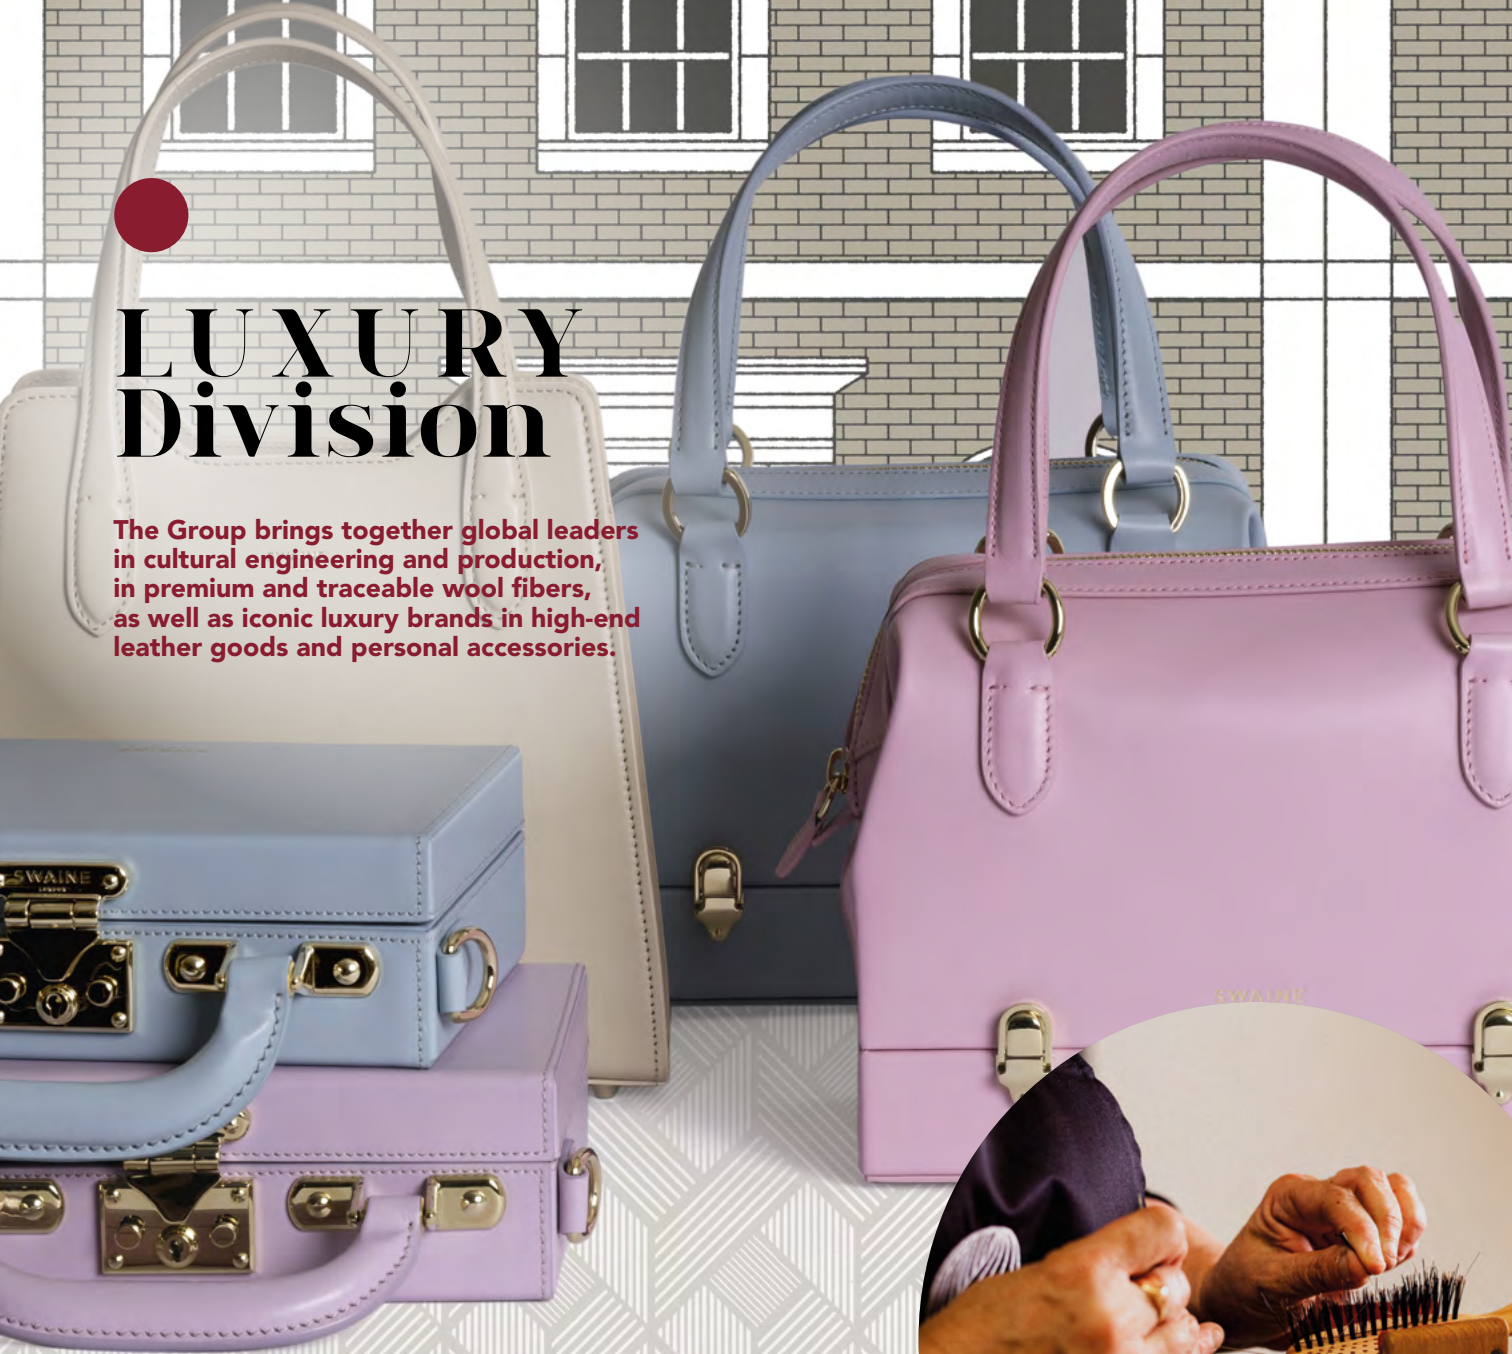 LUXURY
Division
The Group brings together global leaders
in cultural engineering and production,
in premium and traceable wool fibers,
as well as iconic luxury brands in high-end
leather goods and personal accessories.
SWAINE
LONDON
SWAINE